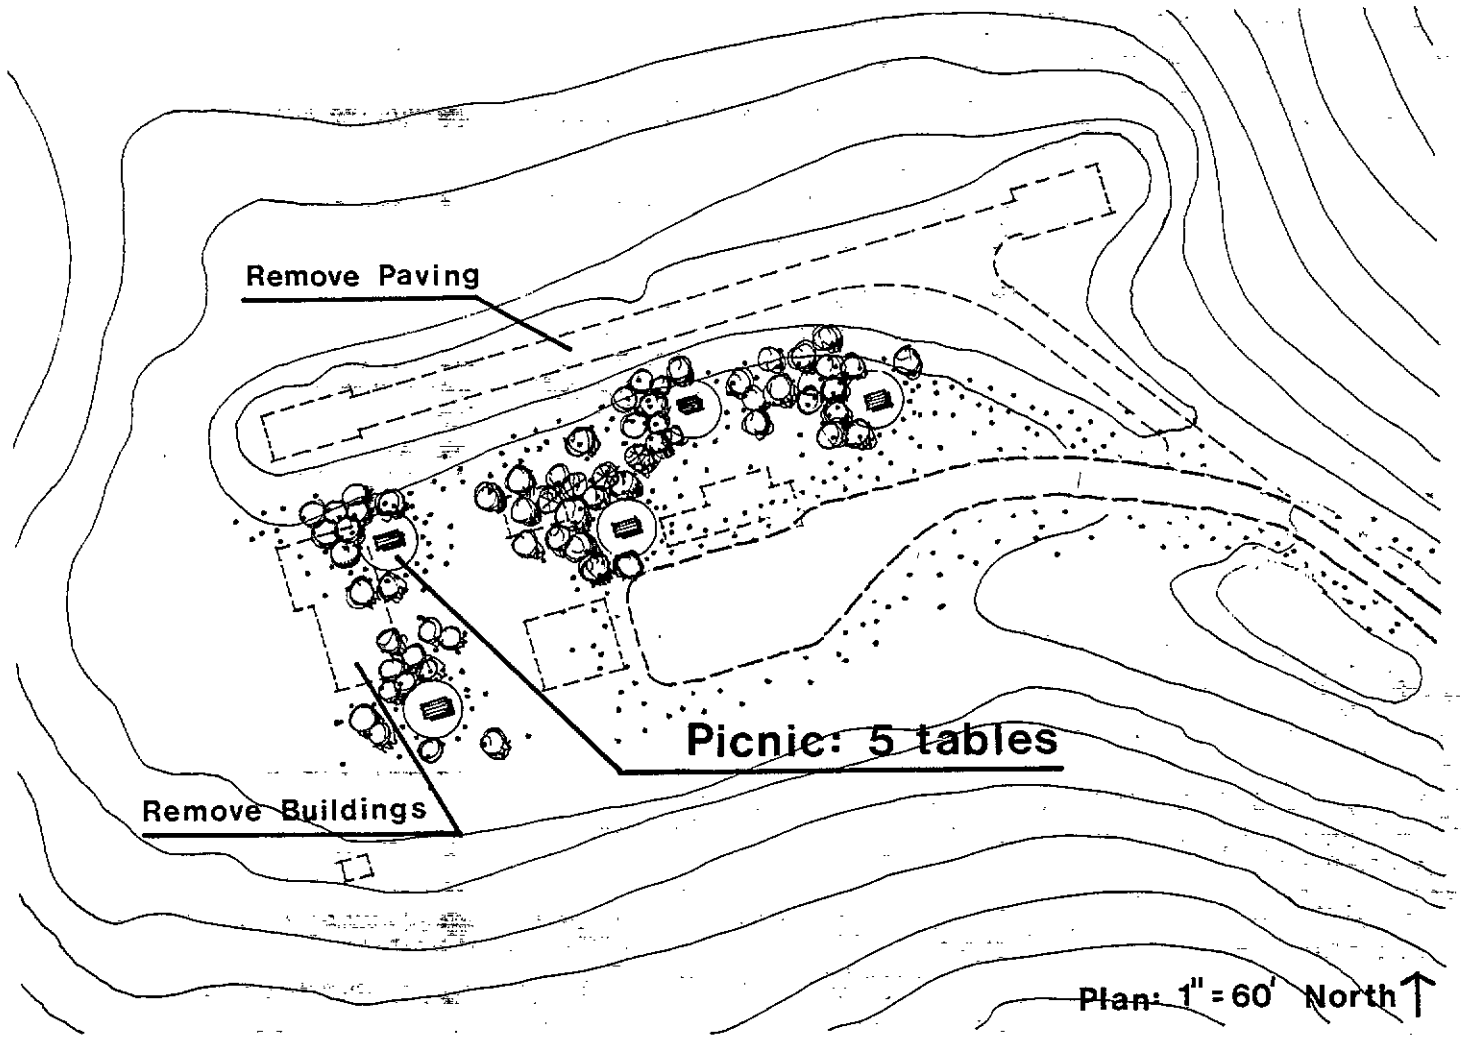 Remove Paving
Picnic: 5 tables
Remove Buildings
Plan: 1" = 60' North